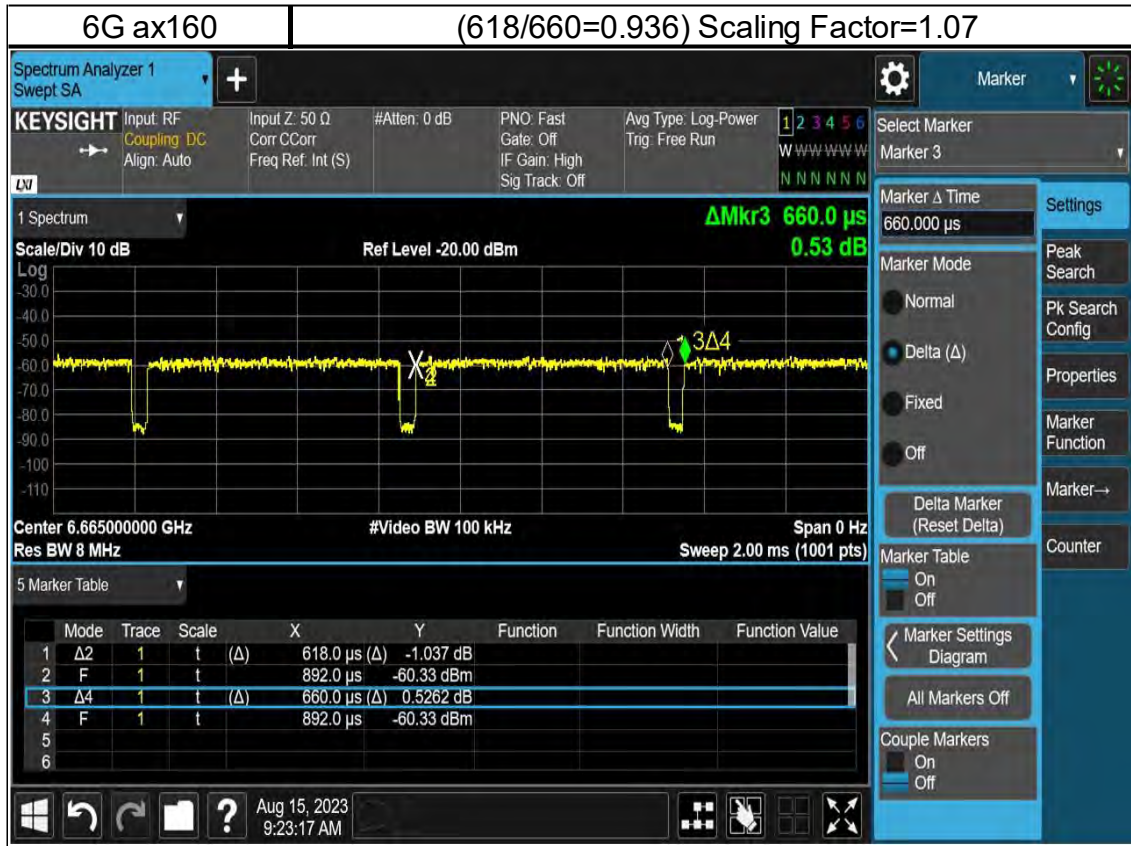 6G ax160 (618/660=0.936) Scaling Factor=1.07
Spectrum Analyzer 1
Swept SA
+
Marker
KEYSIGHT
Input: RF
Coupling: DC
Align: Auto
Input Z: 50 Ω
Corr CCorr
Freq Ref: Int (S)
#Atten: 0 dB
PNO: Fast
Gate: Off
IF Gain: High
Sig Track: Off
Avg Type: Log-Power
Trig: Free Run
1 2 3 4 5 6
W W W W W W
N N N N N N
LXI
Select Marker
Marker 3
1 Spectrum
ΔMkr3 660.0 µs
0.53 dB
Scale/Div 10 dB
Ref Level -20.00 dBm
Log
-30.0
-40.0
-50.0
-60.0
-70.0
-80.0
-90.0
-100
-110
3Δ4
Center 6.665000000 GHz
#Video BW 100 kHz
Span 0 Hz
Res BW 8 MHz
Sweep 2.00 ms (1001 pts)
Marker Δ Time
660.000 µs
Marker Mode
Normal
Delta (Δ)
Fixed
Off
Delta Marker
(Reset Delta)
Marker Table
On
Off
Marker Settings
Diagram
All Markers Off
Couple Markers
On
Off
Settings
Peak
Search
Pk Search
Config
Properties
Marker
Function
Marker→
Counter
5 Marker Table
Mode Trace Scale X Y Function Function Width Function Value
1 Δ2 1 t (Δ) 618.0 µs (Δ) -1.037 dB
2 F 1 t 892.0 µs -60.33 dBm
3 Δ4 1 t (Δ) 660.0 µs (Δ) 0.5262 dB
4 F 1 t 892.0 µs -60.33 dBm
5
6
?
Aug 15, 2023
9:23:17 AM